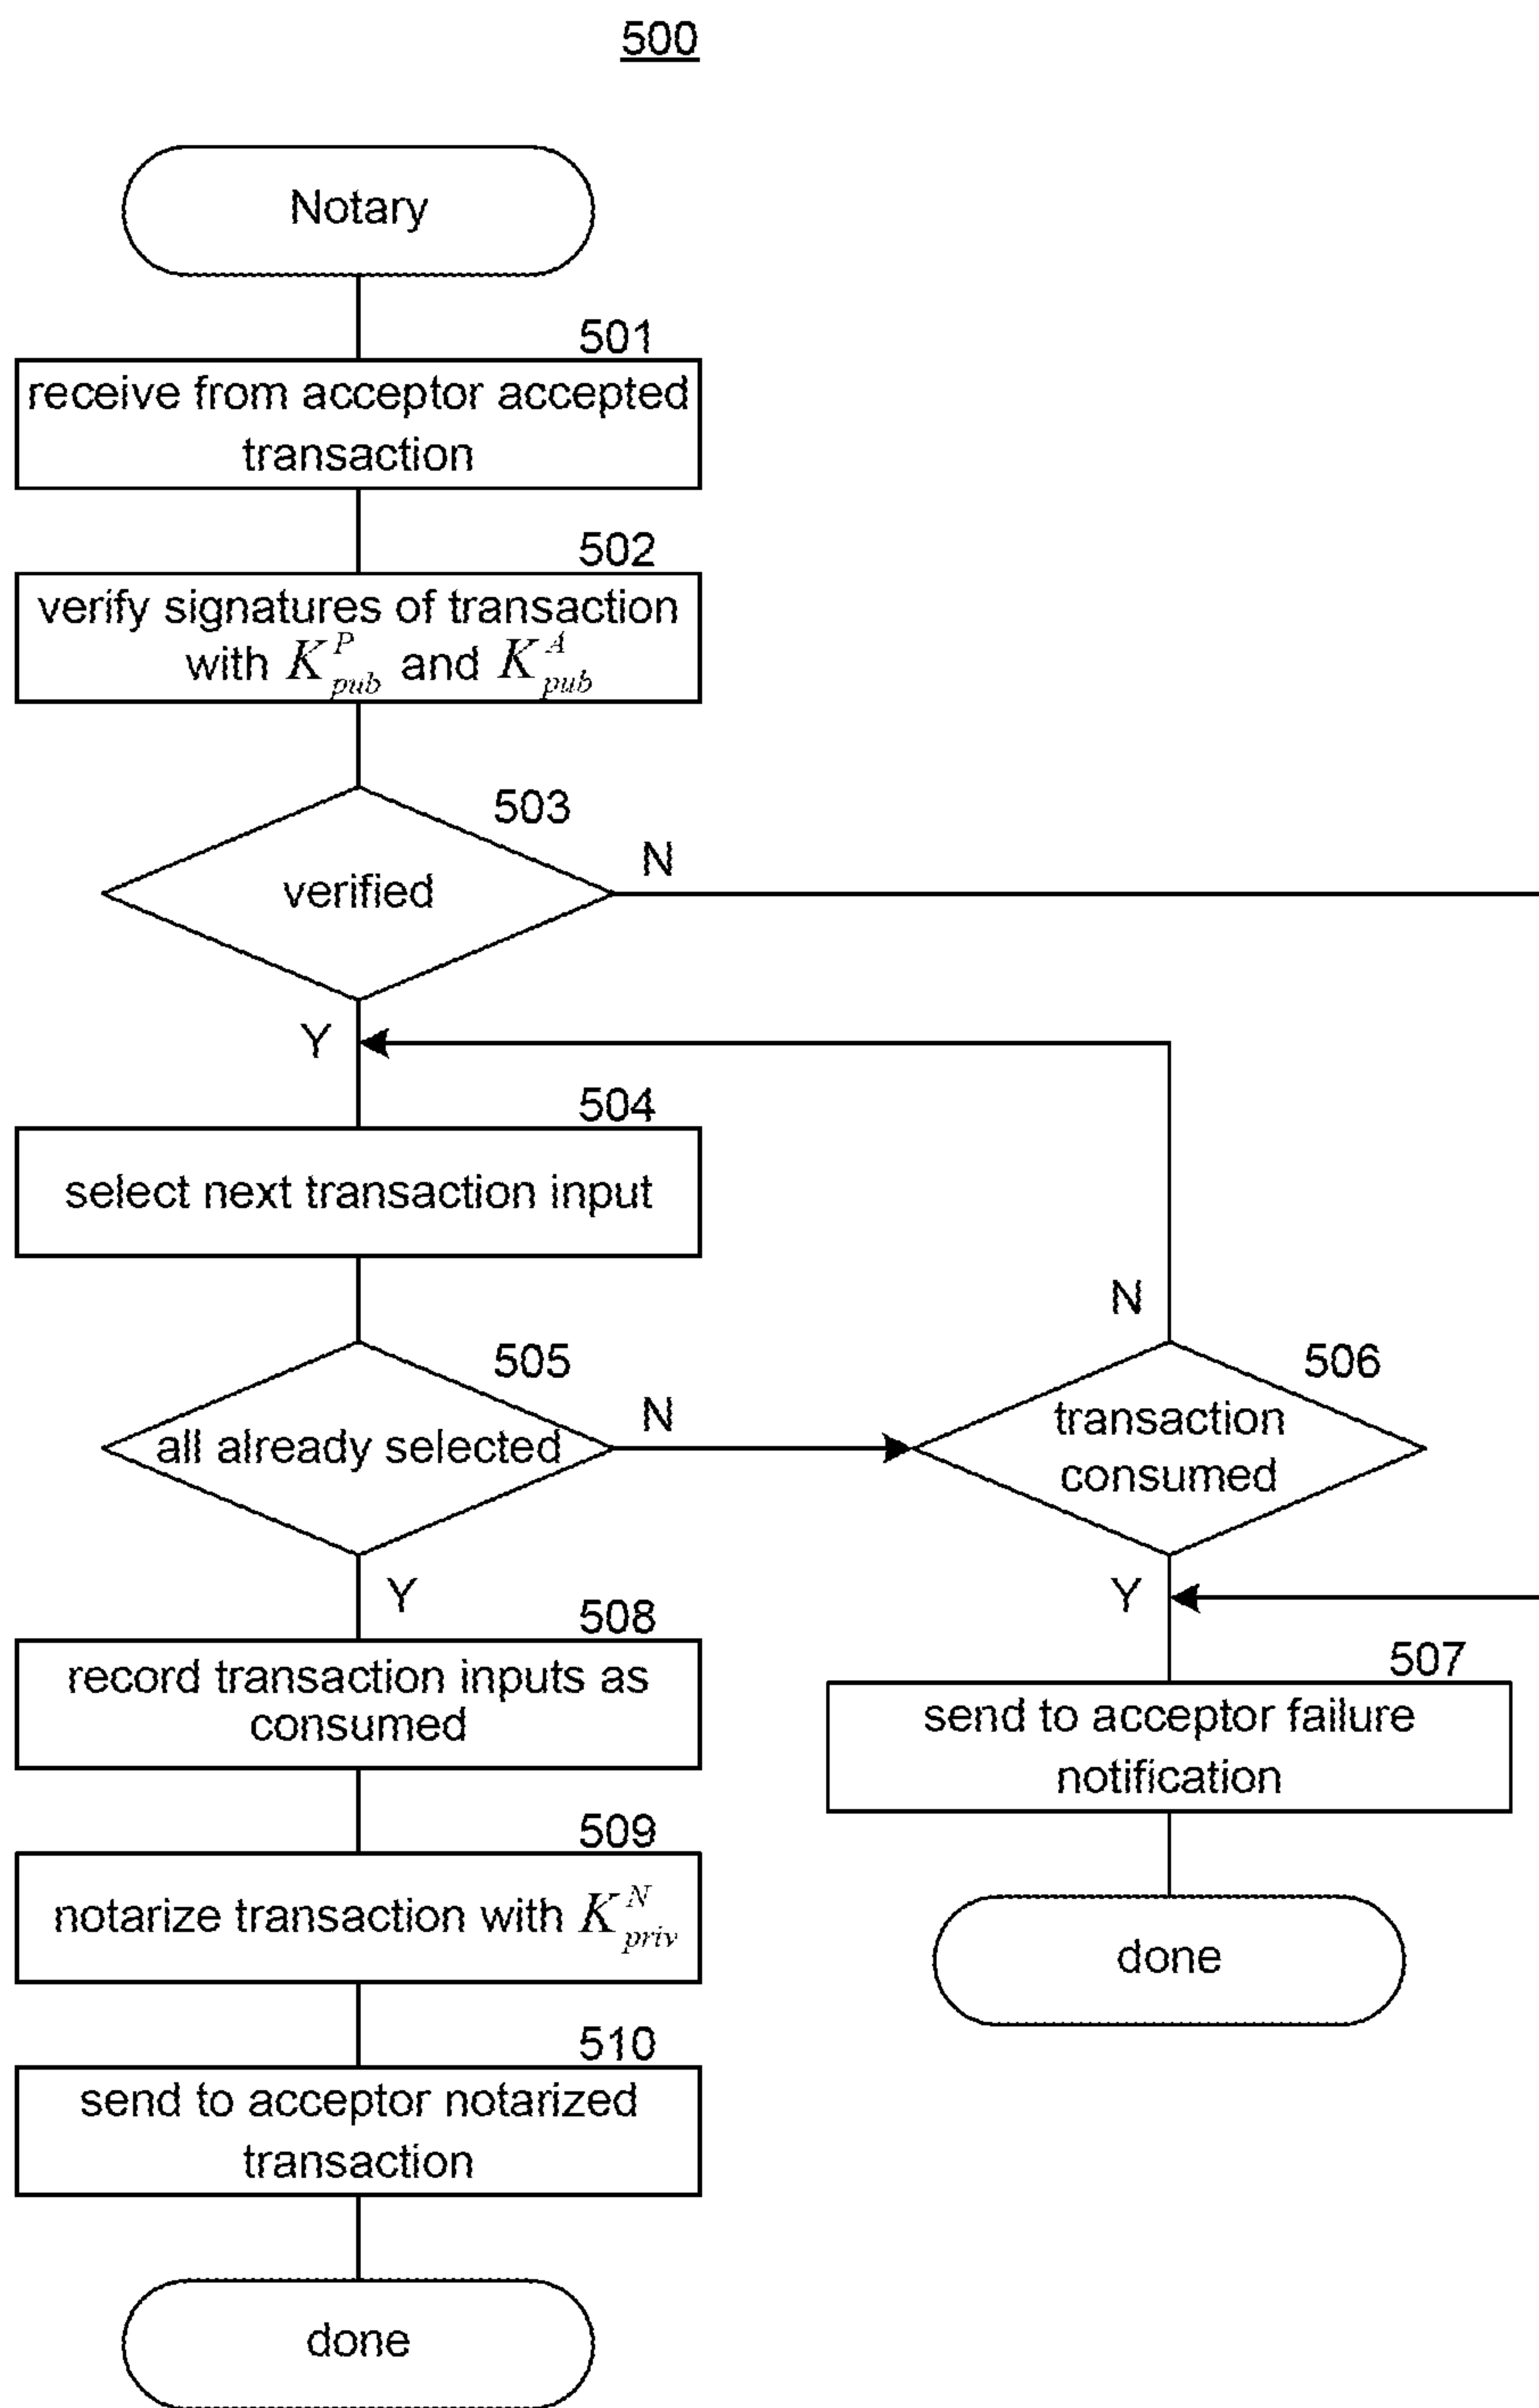 500
Notary
501
receive from acceptor accepted
transaction
502
verify signatures of transaction
with K^P_pub and K^A_pub
503
verified
N
Y
504
select next transaction input
N
505
all already selected
N
506
transaction
consumed
Y
Y
508
record transaction inputs as
consumed
507
send to acceptor failure
notification
509
notarize transaction with K^N_priv
done
510
send to acceptor notarized
transaction
done